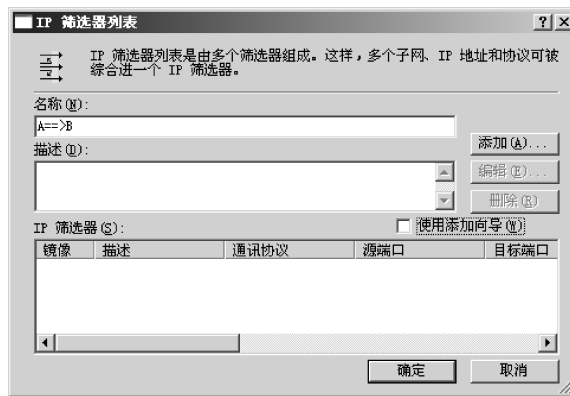 IP 筛选器列表
IP 筛选器列表是由多个筛选器组成。这样，多个子网、IP 地址和协议可被
综合进一个 IP 筛选器。
名称(N):
A==>B
添加(A)...
描述(D):
编辑(E)...
删除(R)
IP 筛选器(S):
使用添加向导(W)
镜像 描述 通讯协议 源端口 目标端口
确定 取消